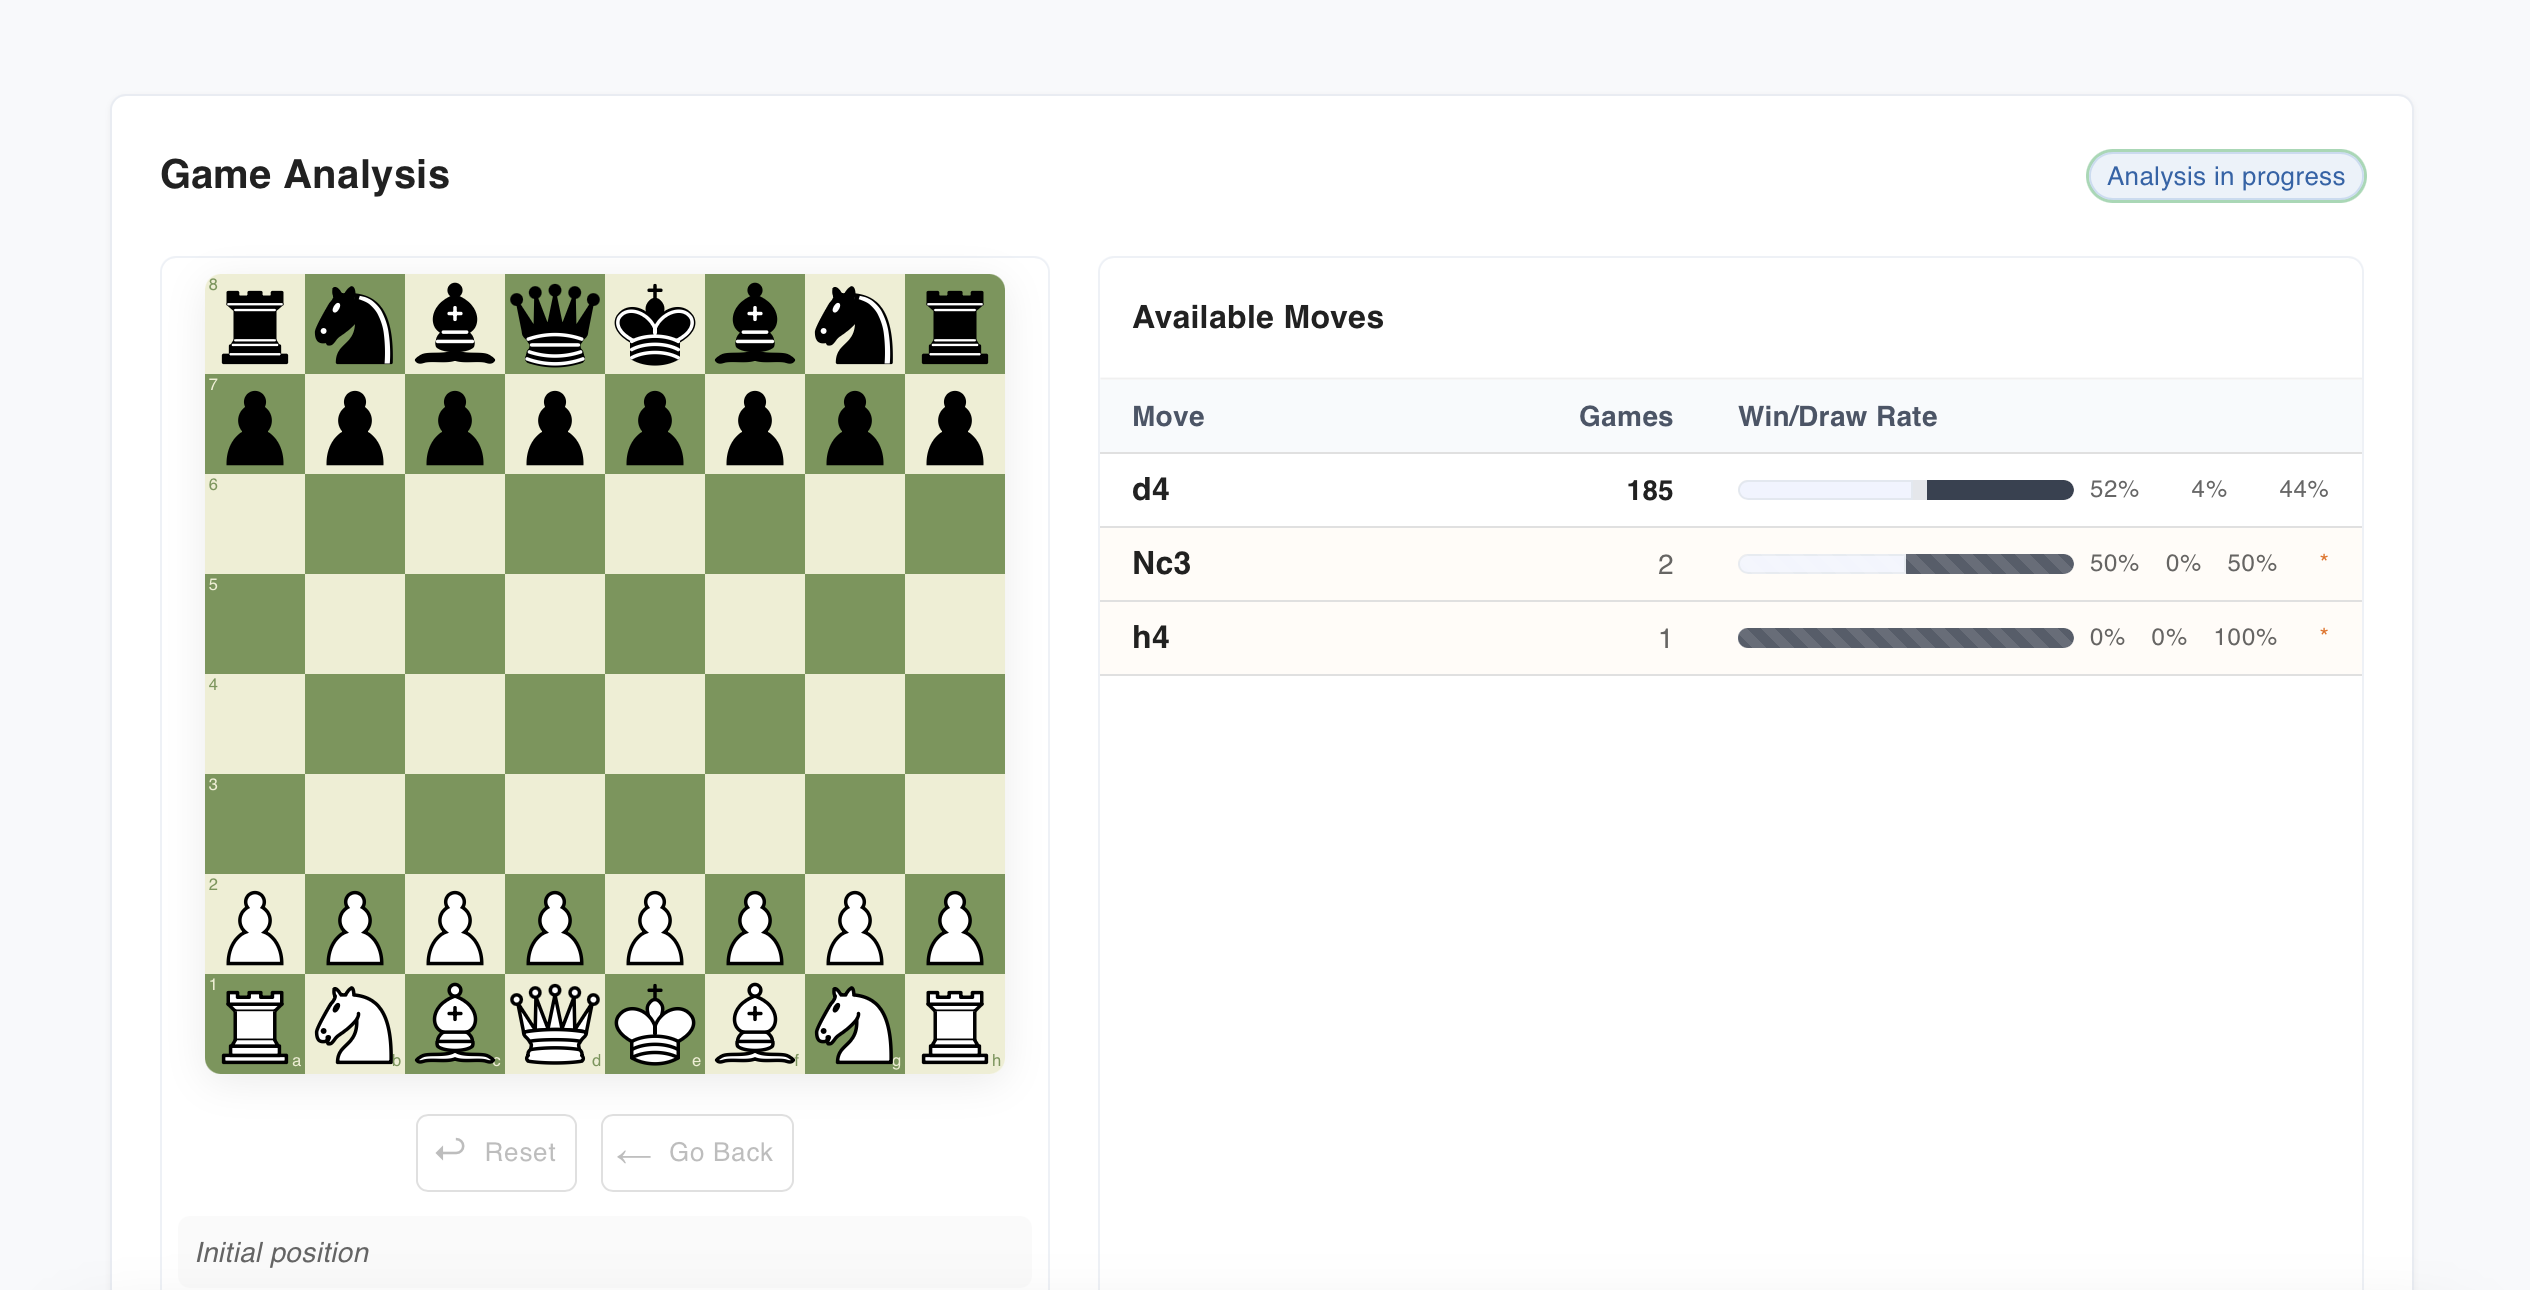 Game Analysis
Analysis in progress
8
7
6
5
4
3
2
1
a b c d e f g h
Reset
Go Back
Initial position
Available Moves
Move Games Win/Draw Rate
d4 185 52% 4% 44%
Nc3 2 50% 0% 50% *
h4 1 0% 0% 100% *